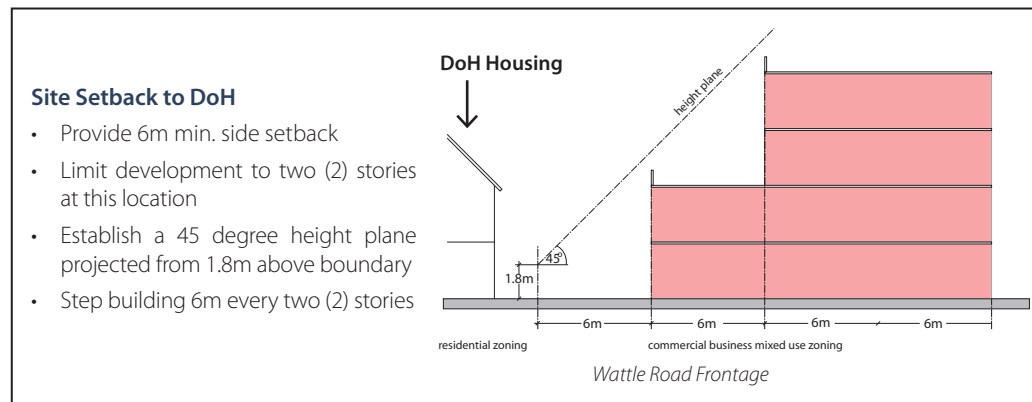 Site Setback to DoH
• Provide 6m min. side setback
• Limit development to two (2) stories
at this location
• Establish a 45 degree height plane
projected from 1.8m above boundary
• Step building 6m every two (2) stories
DoH Housing
height plane
45°
1.8m
6m 6m 6m 6m
residential zoning commercial business mixed use zoning
Wattle Road Frontage